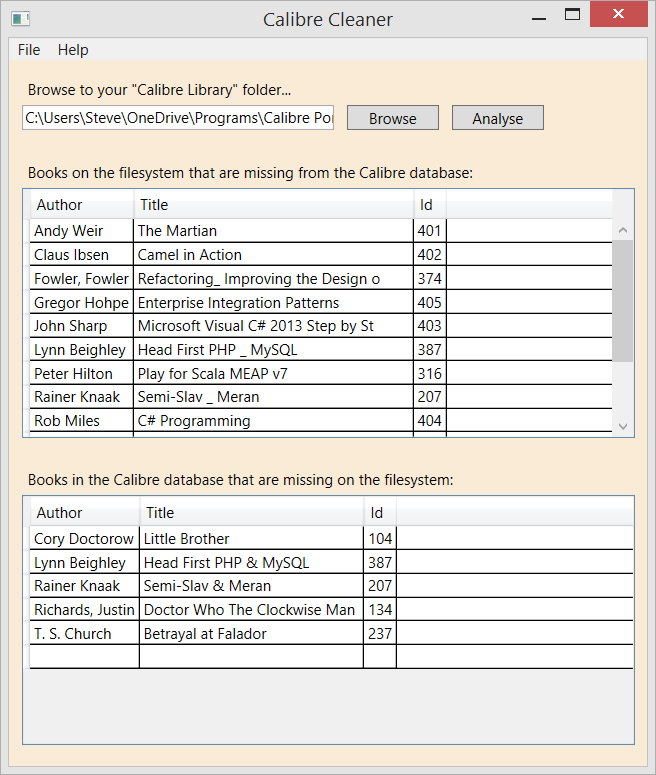 Calibre Cleaner
File Help
Browse to your "Calibre Library" folder...
C:\Users\Steve\OneDrive\Programs\Calibre Po Browse Analyse
Books on the filesystem that are missing from the Calibre database:
Author Title Id
Andy Weir The Martian 401
Claus Ibsen Camel in Action 402
Fowler, Fowler Refactoring_ Improving the Design o 374
Gregor Hohpe Enterprise Integration Patterns 405
John Sharp Microsoft Visual C# 2013 Step by St 403
Lynn Beighley Head First PHP _ MySQL 387
Peter Hilton Play for Scala MEAP v7 316
Rainer Knaak Semi-Slav _ Meran 207
Rob Miles C# Programming 404
Books in the Calibre database that are missing on the filesystem:
Author Title Id
Cory Doctorow Little Brother 104
Lynn Beighley Head First PHP & MySQL 387
Rainer Knaak Semi-Slav & Meran 207
Richards, Justin Doctor Who The Clockwise Man 134
T. S. Church Betrayal at Falador 237